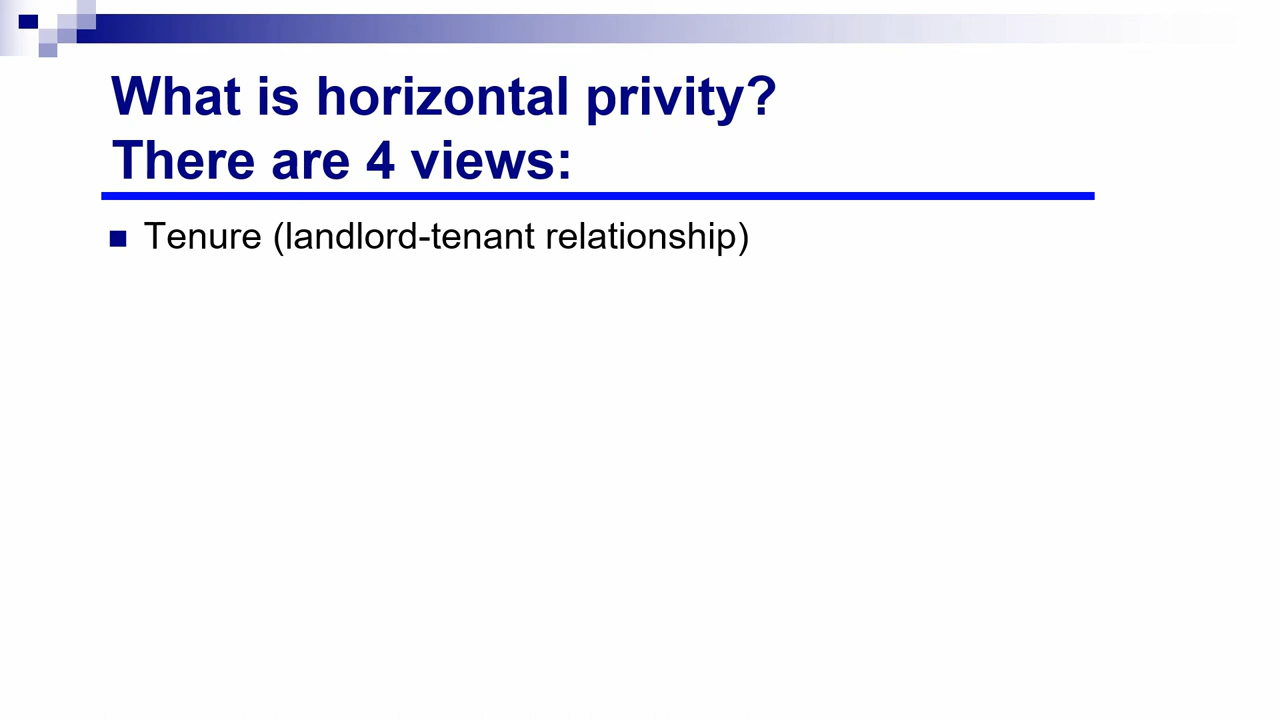 What is horizontal privity?
There are 4 views:
Tenure (landlord-tenant relationship)